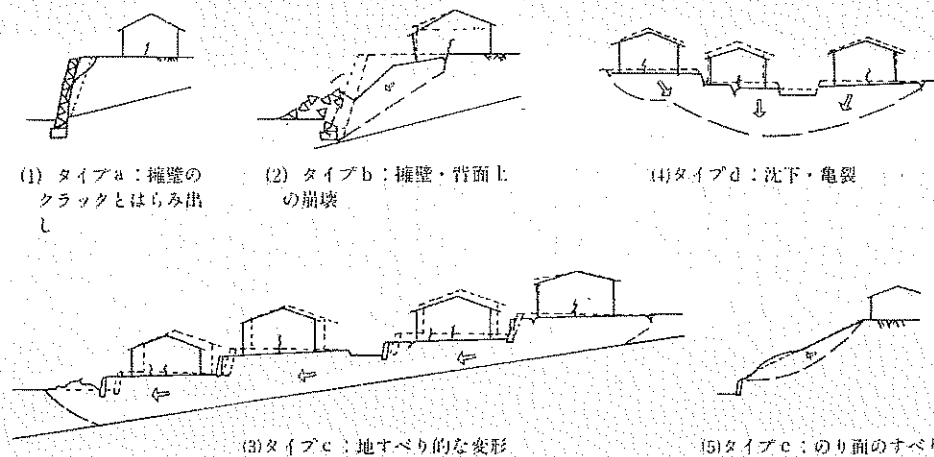 (1) タイプa：擁壁の
クラックとはらみ出
し
(2) タイプb：擁壁・背面土
の崩壊
(4)タイプd：沈下・亀裂
(3)タイプc：地すべり的な変形
(5)タイプe：のり面のすべり